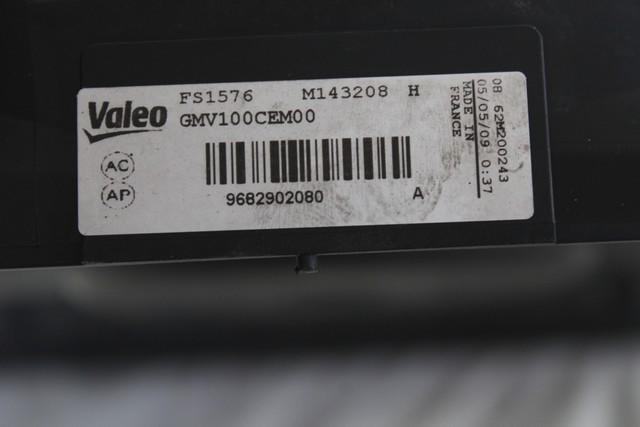 Valeo
FS1576 M143208 H
GMV100CEM00
AC
AP
9682902080 A
MADE IN
FRANCE
08 62M200243
05/05/09 0:37